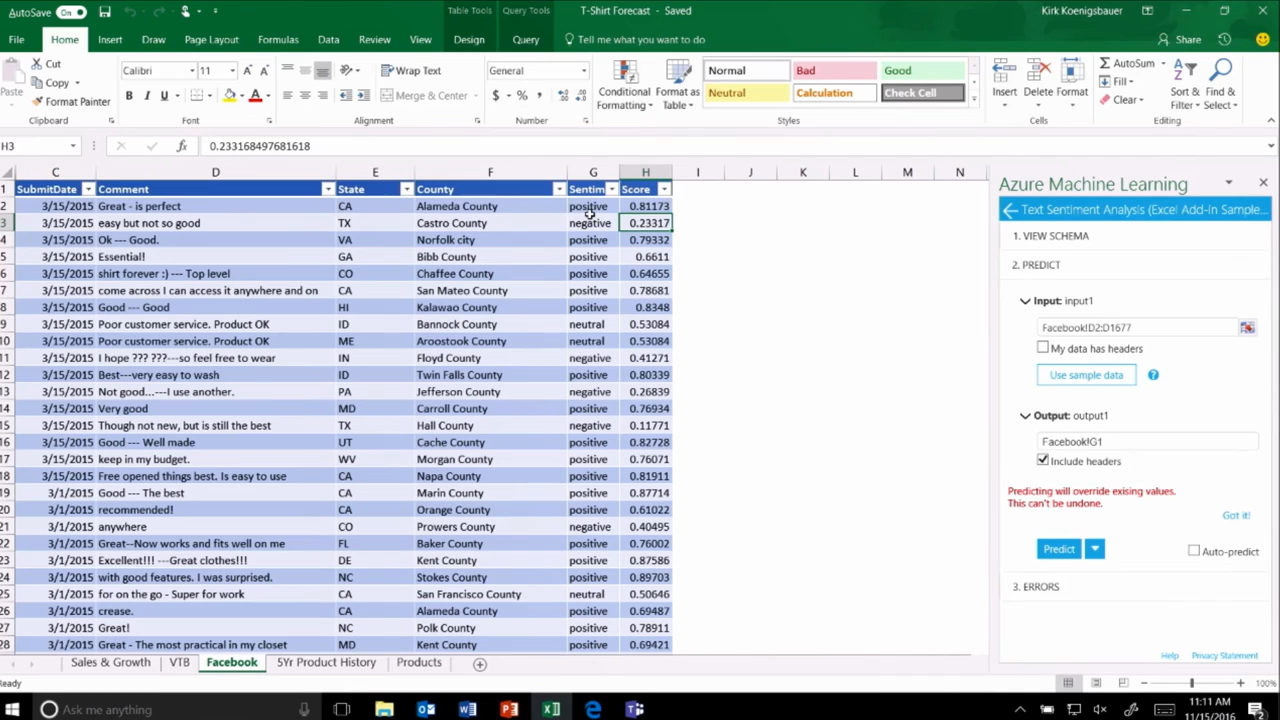 AutoSave On
Table Tools Query Tools
T-Shirt Forecast - Saved
Kirk Koenigsbauer
File Home Insert Draw Page Layout Formulas Data Review View Design Query Tell me what you want to do Share
Paste
Cut
Copy
Format Painter
Clipboard
Calibri 11
Font
Wrap Text
Merge & Center
Alignment
General
Number
Conditional Formatting
Format as Table
Normal Bad Good
Neutral Calculation Check Cell
Styles
Insert Delete Format
Cells
AutoSum
Fill
Clear
Sort & Filter
Find & Select
Editing
H3 fx 0.233168497681618
C D E F G H I J K L M N
1 SubmitDate Comment State County Sentim Score
2 3/15/2015 Great - is perfect CA Alameda County positive 0.81173
3 3/15/2015 easy but not so good TX Castro County negative 0.23317
4 3/15/2015 Ok --- Good. VA Norfolk city positive 0.79332
5 3/15/2015 Essential! GA Bibb County positive 0.6611
6 3/15/2015 shirt forever :) --- Top level CO Chaffee County positive 0.64655
7 3/15/2015 come across I can access it anywhere and on CA San Mateo County positive 0.78681
8 3/15/2015 Good --- Good HI Kalawao County positive 0.8348
9 3/15/2015 Poor customer service. Product OK ID Bannock County neutral 0.53084
10 3/15/2015 Poor customer service. Product OK ME Aroostook County neutral 0.53084
11 3/15/2015 I hope ??? ???---so feel free to wear IN Floyd County negative 0.41271
12 3/15/2015 Best---very easy to wash ID Twin Falls County positive 0.80339
13 3/15/2015 Not good...---I use another. PA Jefferson County negative 0.26839
14 3/15/2015 Very good MD Carroll County positive 0.76934
15 3/15/2015 Though not new, but is still the best TX Hall County negative 0.11771
16 3/15/2015 Good --- Well made UT Cache County positive 0.82728
17 3/15/2015 keep in my budget. WV Morgan County positive 0.76071
18 3/15/2015 Free opened things best. Is easy to use CA Napa County positive 0.81911
19 3/1/2015 Good --- The best CA Marin County positive 0.87714
20 3/1/2015 recommended! CA Orange County positive 0.61022
21 3/1/2015 anywhere CO Prowers County negative 0.40495
22 3/1/2015 Great--Now works and fits well on me FL Baker County positive 0.76002
23 3/1/2015 Excellent!!! ---Great clothes!!! DE Kent County positive 0.87586
24 3/1/2015 with good features. I was surprised. NC Stokes County positive 0.89703
25 3/1/2015 for on the go - Super for work CA San Francisco County neutral 0.50646
26 3/1/2015 crease. CA Alameda County positive 0.69487
27 3/1/2015 Great! NC Polk County positive 0.78911
28 3/1/2015 Great - The most practical in my closet MD Kent County positive 0.69421
Sales & Growth VTB Facebook 5Yr Product History Products
Azure Machine Learning
Text Sentiment Analysis (Excel Add-in Sample...
1. VIEW SCHEMA
2. PREDICT
Input: input1
Facebook!D2:D1677
My data has headers
Use sample data
Output: output1
Facebook!G1
Include headers
Predicting will override exising values.
This can't be undone.
Got it!
Predict
Auto-predict
3. ERRORS
Help Privacy Statement
Ready
100%
Ask me anything
11:11 AM
11/15/2016